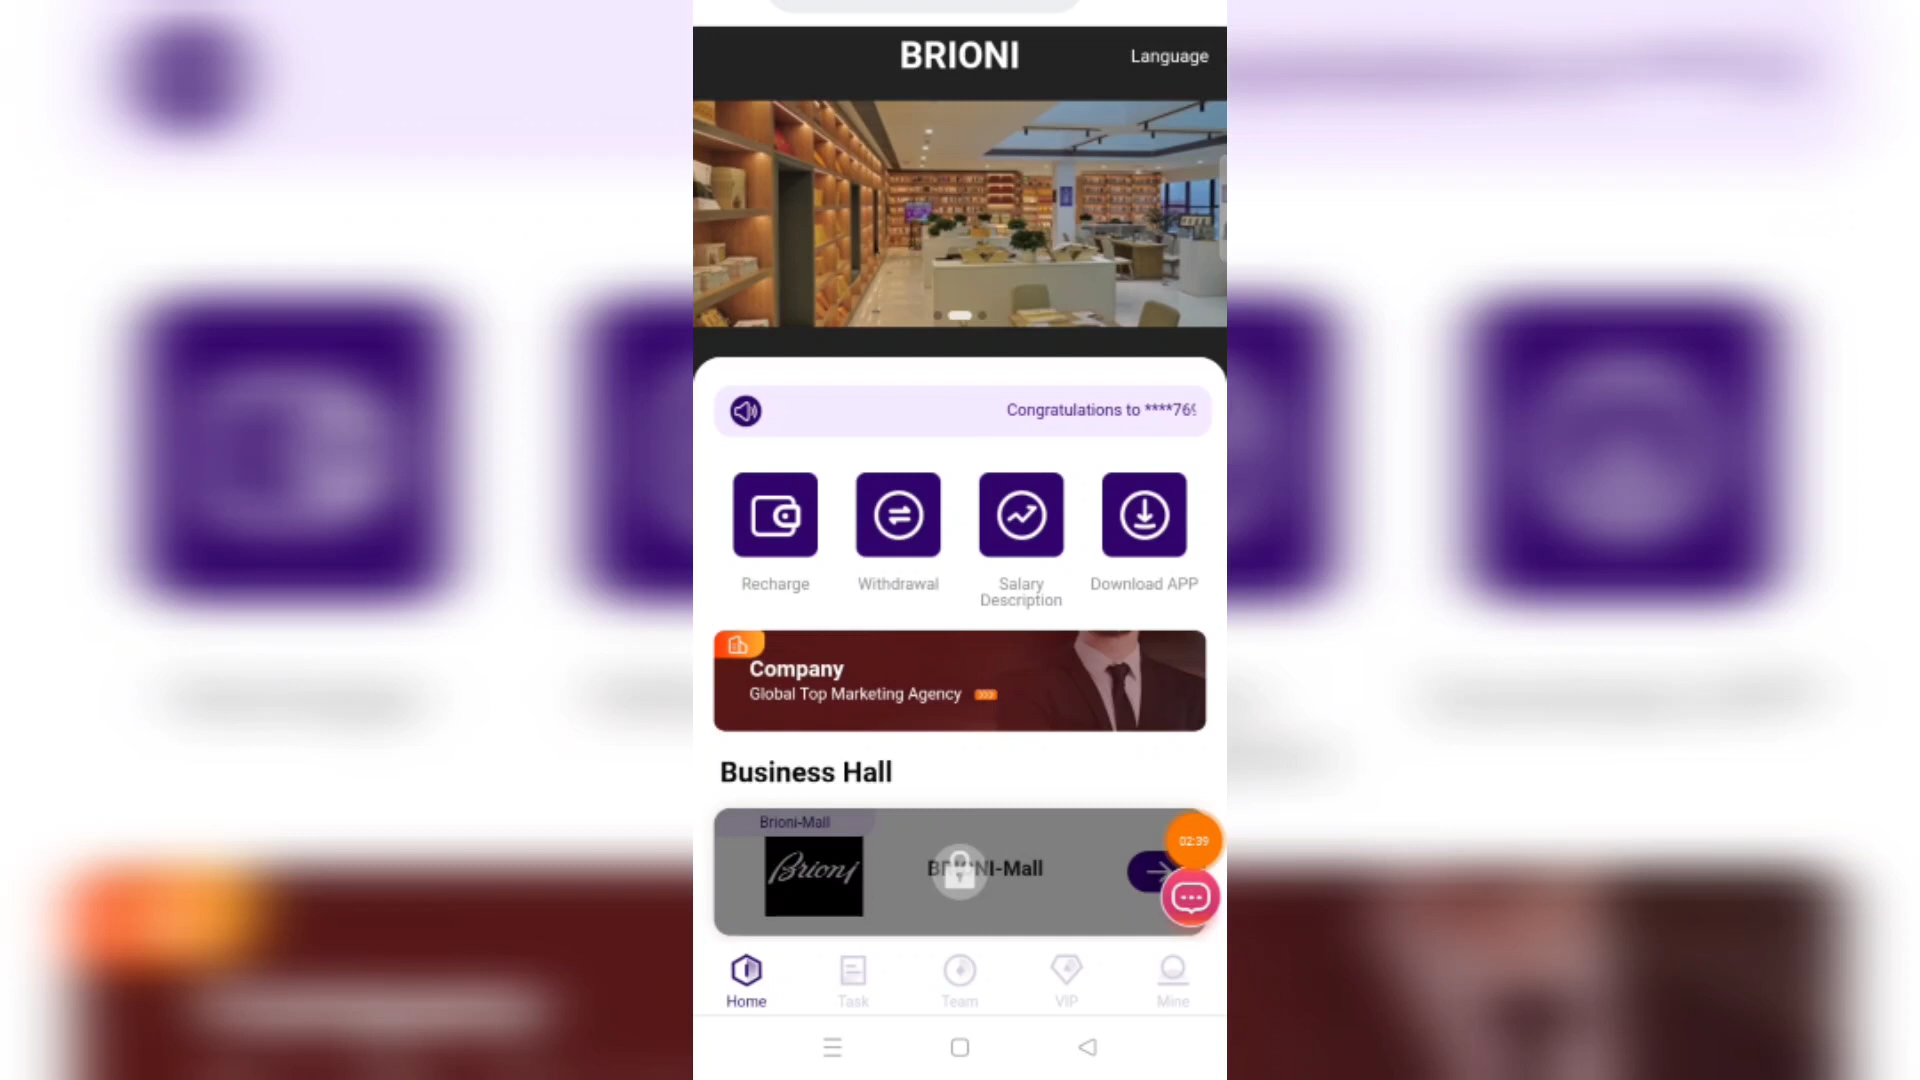 BRIONI
Language
Congratulations to ****769
Recharge
Withdrawal
Salary
Description
Download APP
Company
Global Top Marketing Agency
Business Hall
Brioni-Mall
Brioni
BRIONI-Mall
02:39
Home
Task
Team
VIP
Mine